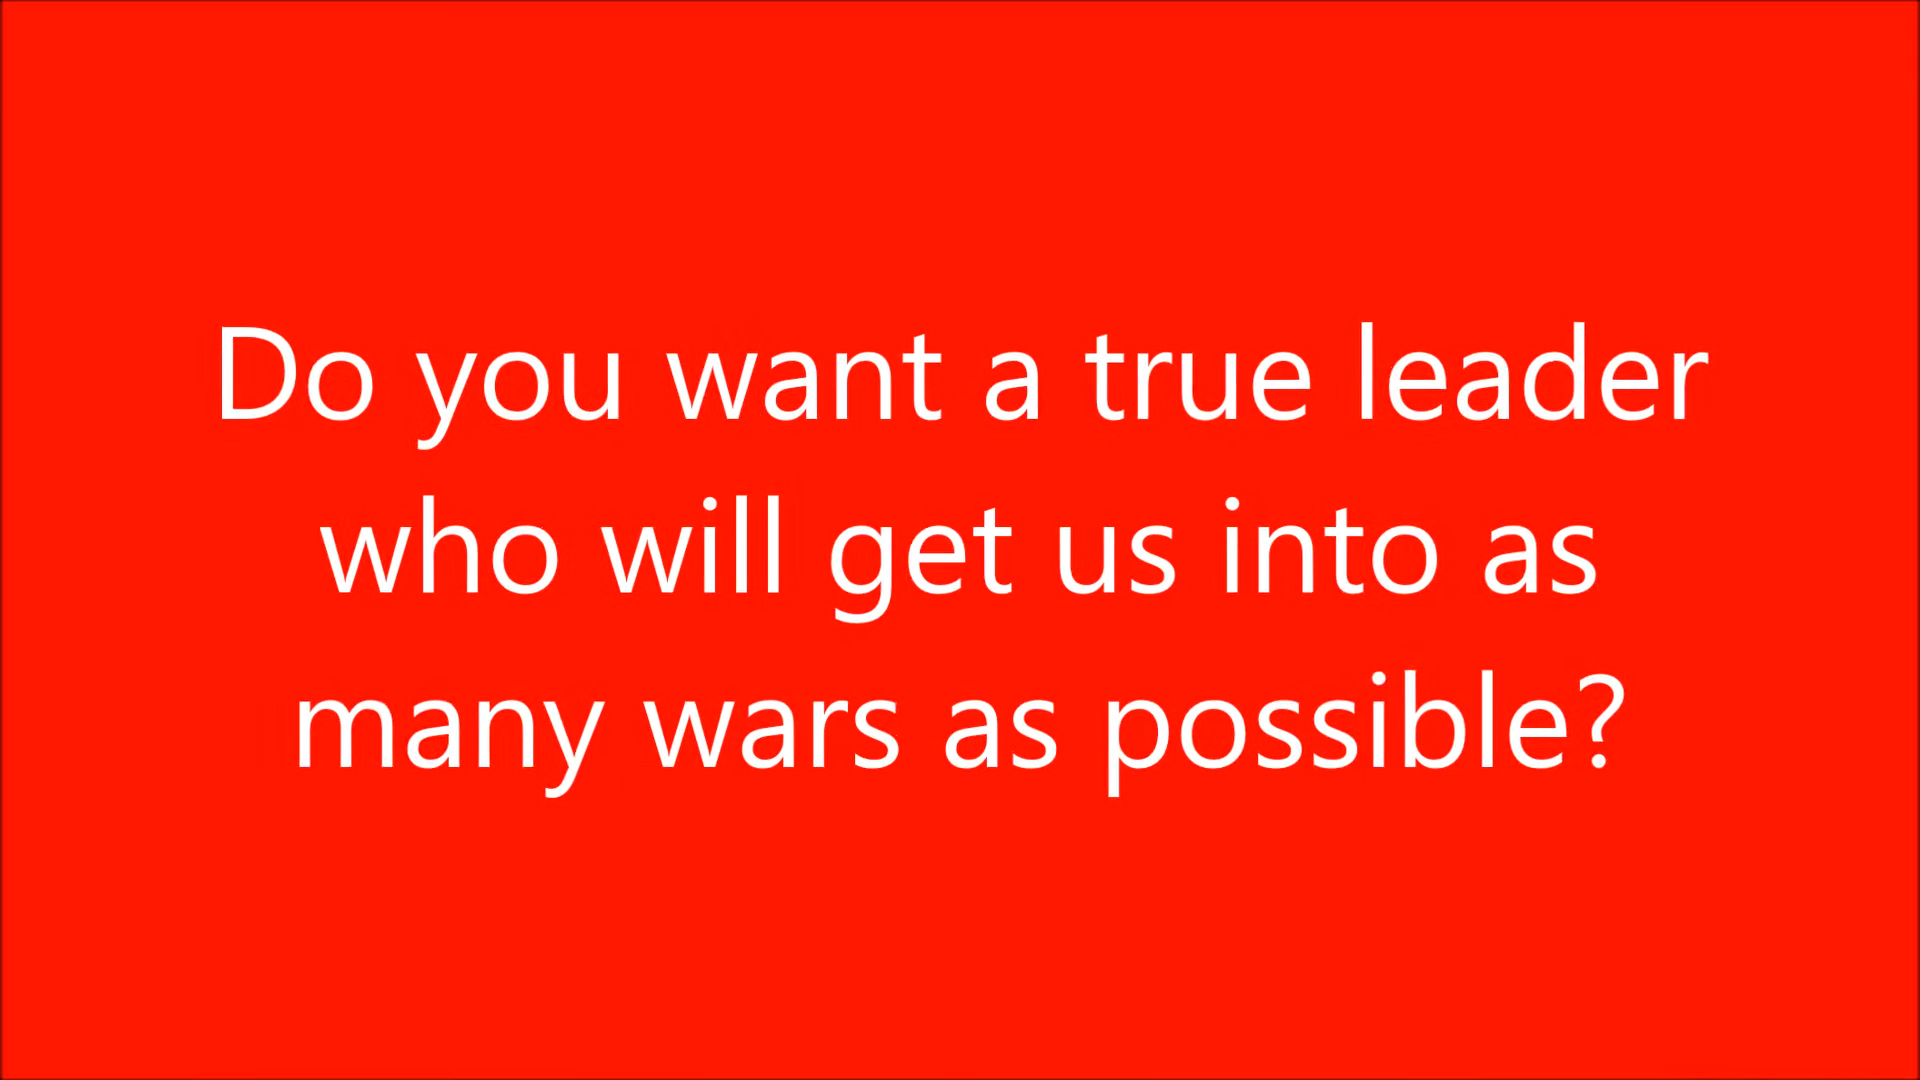 Do you want a true leader
who will get us into as
many wars as possible?